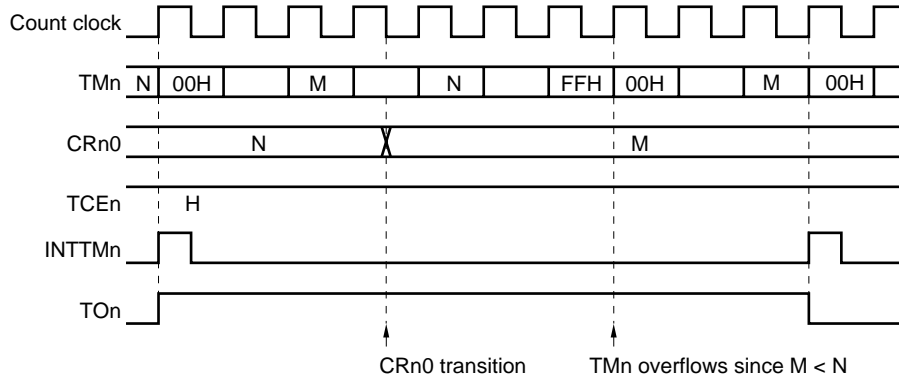 Count clock
TMn N 00H M N FFH 00H M 00H
CRn0 N M
TCEn H
INTTMn
TOn
CRn0 transition TMn overflows since M < N